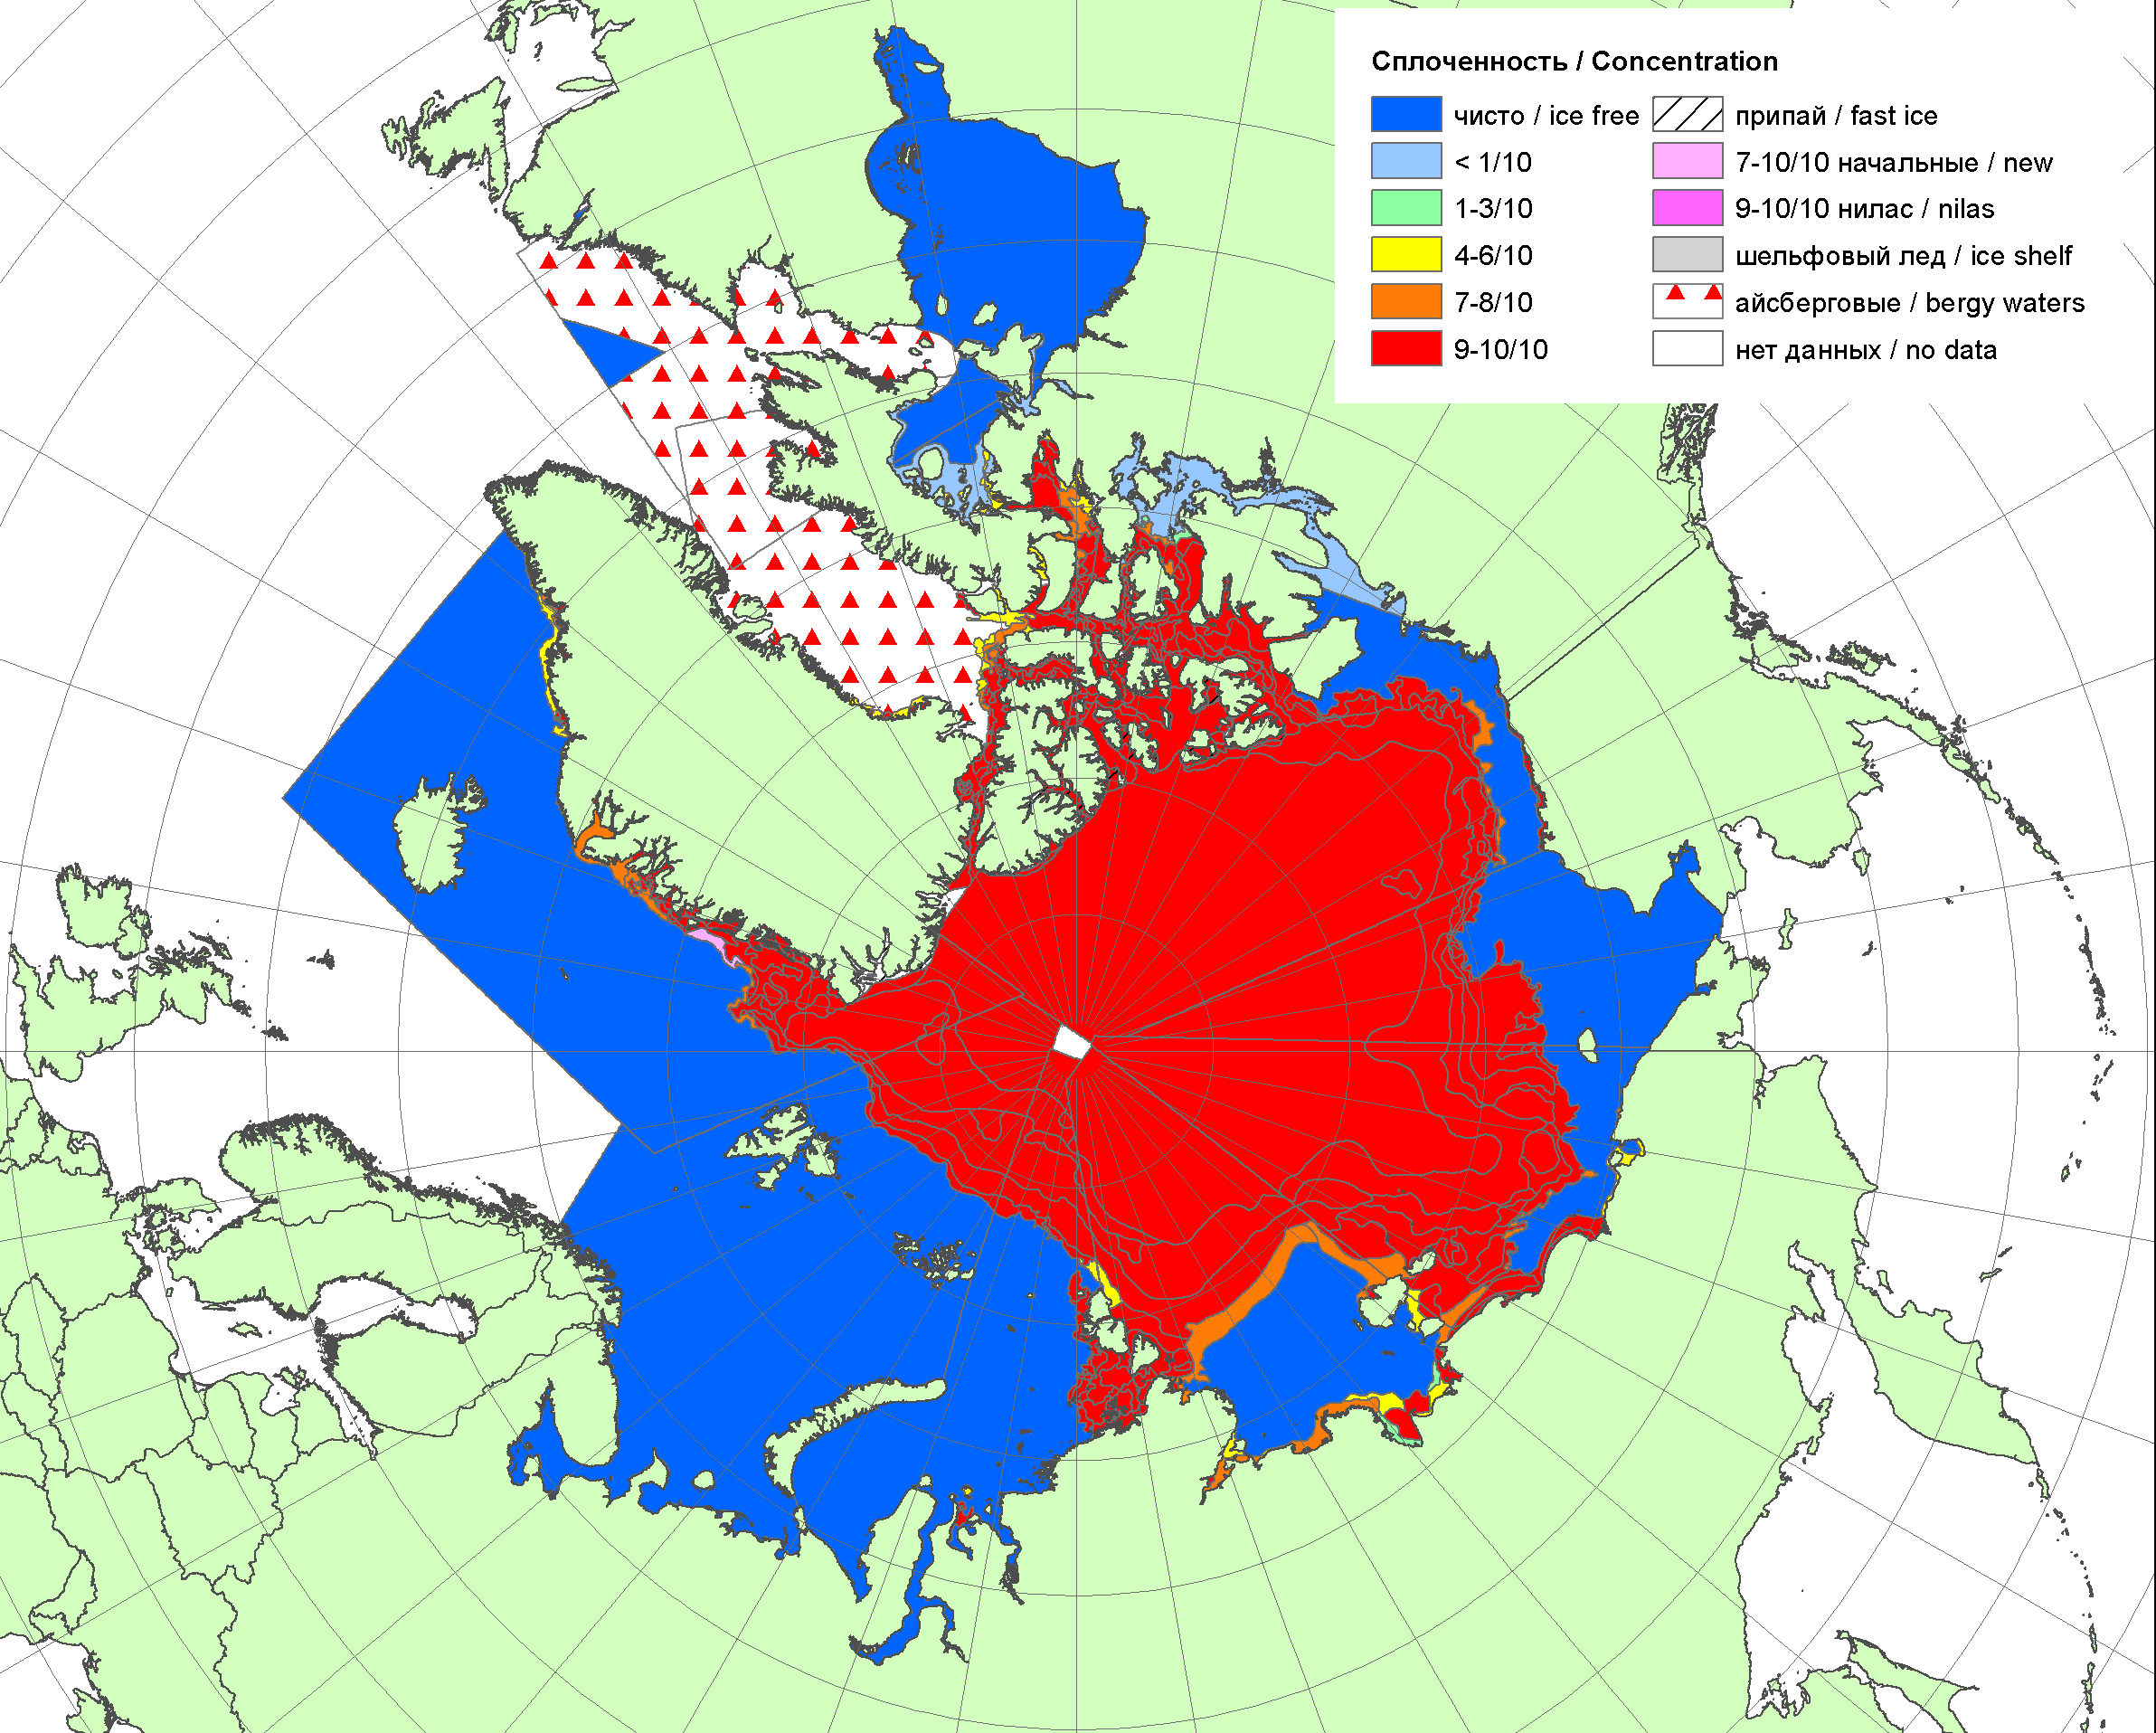 Сплоченность / Concentration
чисто / ice free
< 1/10
1-3/10
4-6/10
7-8/10
9-10/10
припай / fast ice
7-10/10 начальные / new
9-10/10 нилас / nilas
шельфовый лед / ice shelf
айсберговые / bergy waters
нет данных / no data